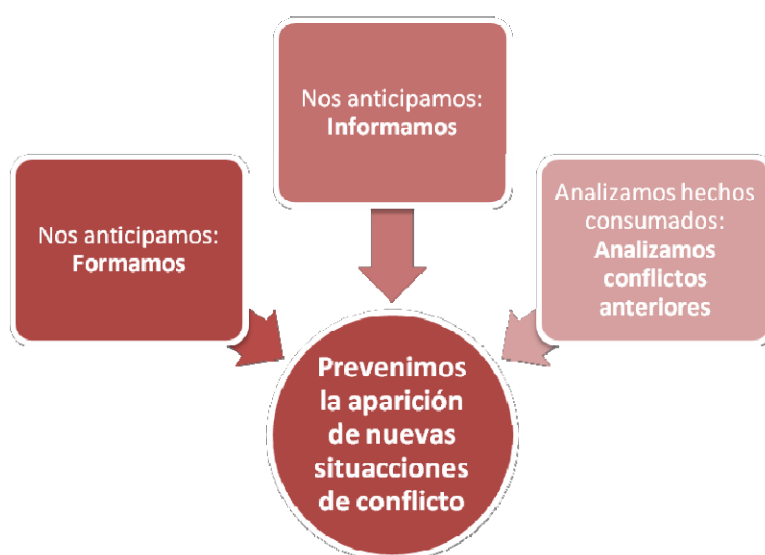 Nos anticipamos:
Informamos
Nos anticipamos:
Formamos
Analizamos hechos
consumados:
Analizamos
conflictos
anteriores
Prevenimos
la aparición
de nuevas
situacciones
de conflicto